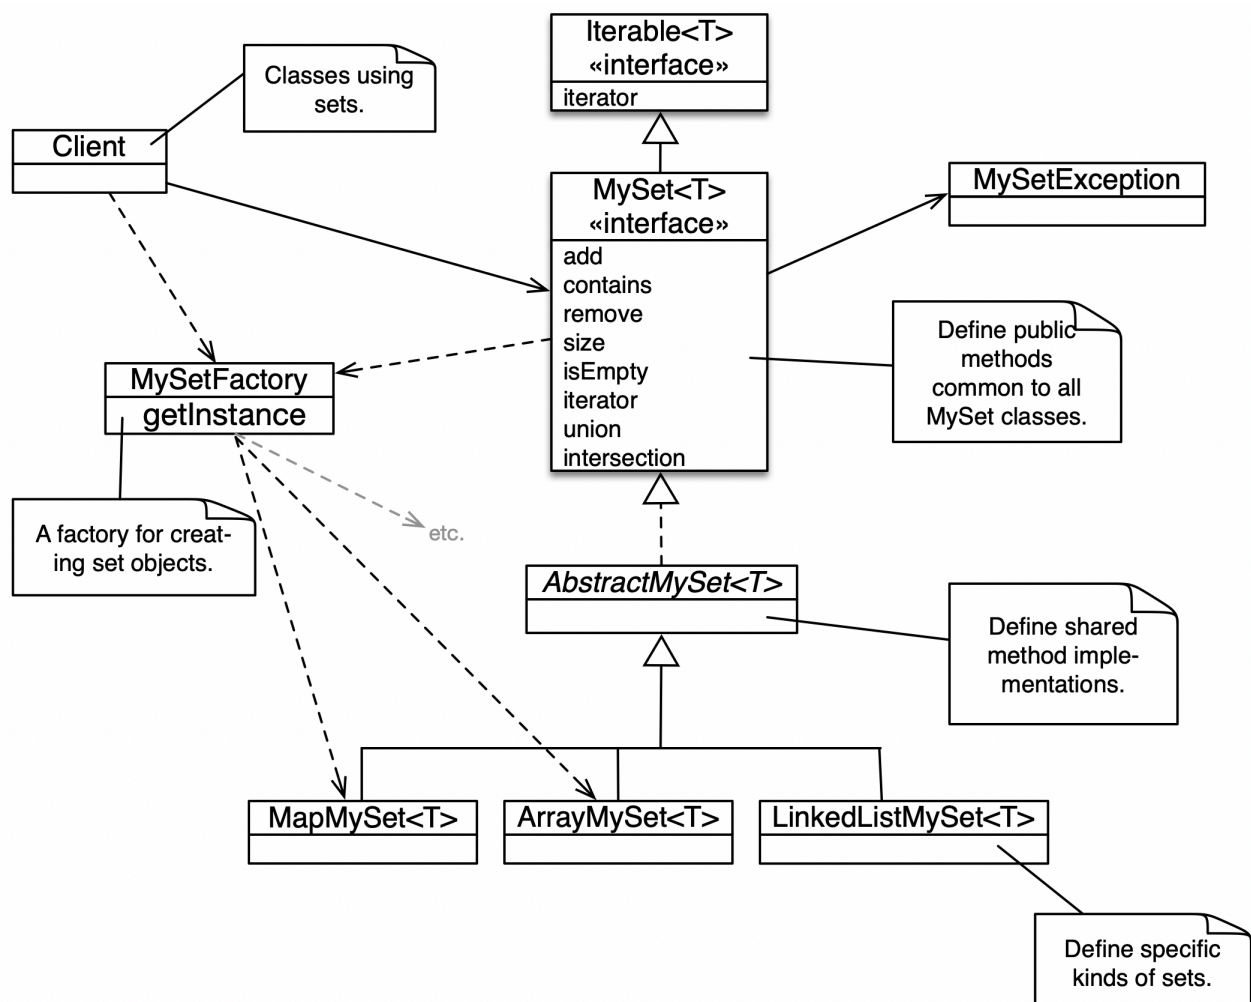 Iterable<T>
«interface»
iterator
Classes using
sets.
Client
MySet<T>
«interface»
add
contains
remove
size
isEmpty
iterator
union
intersection
MySetException
Define public
methods
common to all
MySet classes.
MySetFactory
getInstance
A factory for creat-
ing set objects.
etc.
AbstractMySet<T>
Define shared
method imple-
mentations.
MapMySet<T>
ArrayMySet<T>
LinkedListMySet<T>
Define specific
kinds of sets.